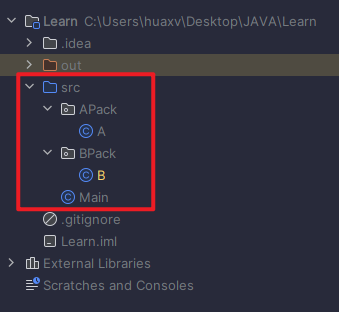 Learn C:\Users\huaxv\Desktop\JAVA\Learn
.idea
out
src
APack
A
BPack
B
Main
.gitignore
Learn.iml
External Libraries
Scratches and Consoles